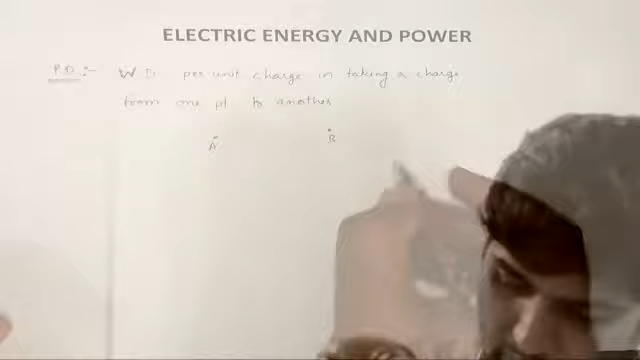 ELECTRIC ENERGY AND POWER
P.D:- W D per unit charge in taking a charge
from one pt to another
A B